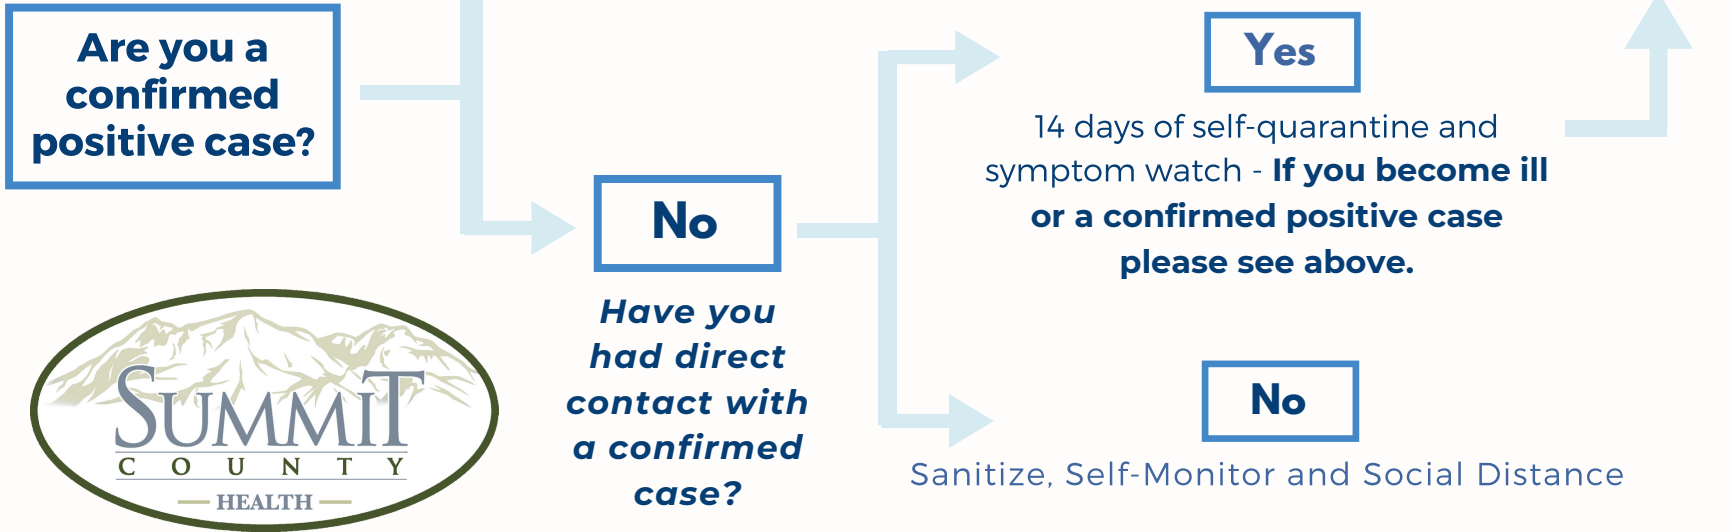 Are you a
confirmed
positive case?
No
Have you
had direct
contact with
a confirmed
case?
Yes
14 days of self-quarantine and
symptom watch - If you become ill
or a confirmed positive case
please see above.
No
Sanitize, Self-Monitor and Social Distance
SUMMIT
COUNTY
HEALTH